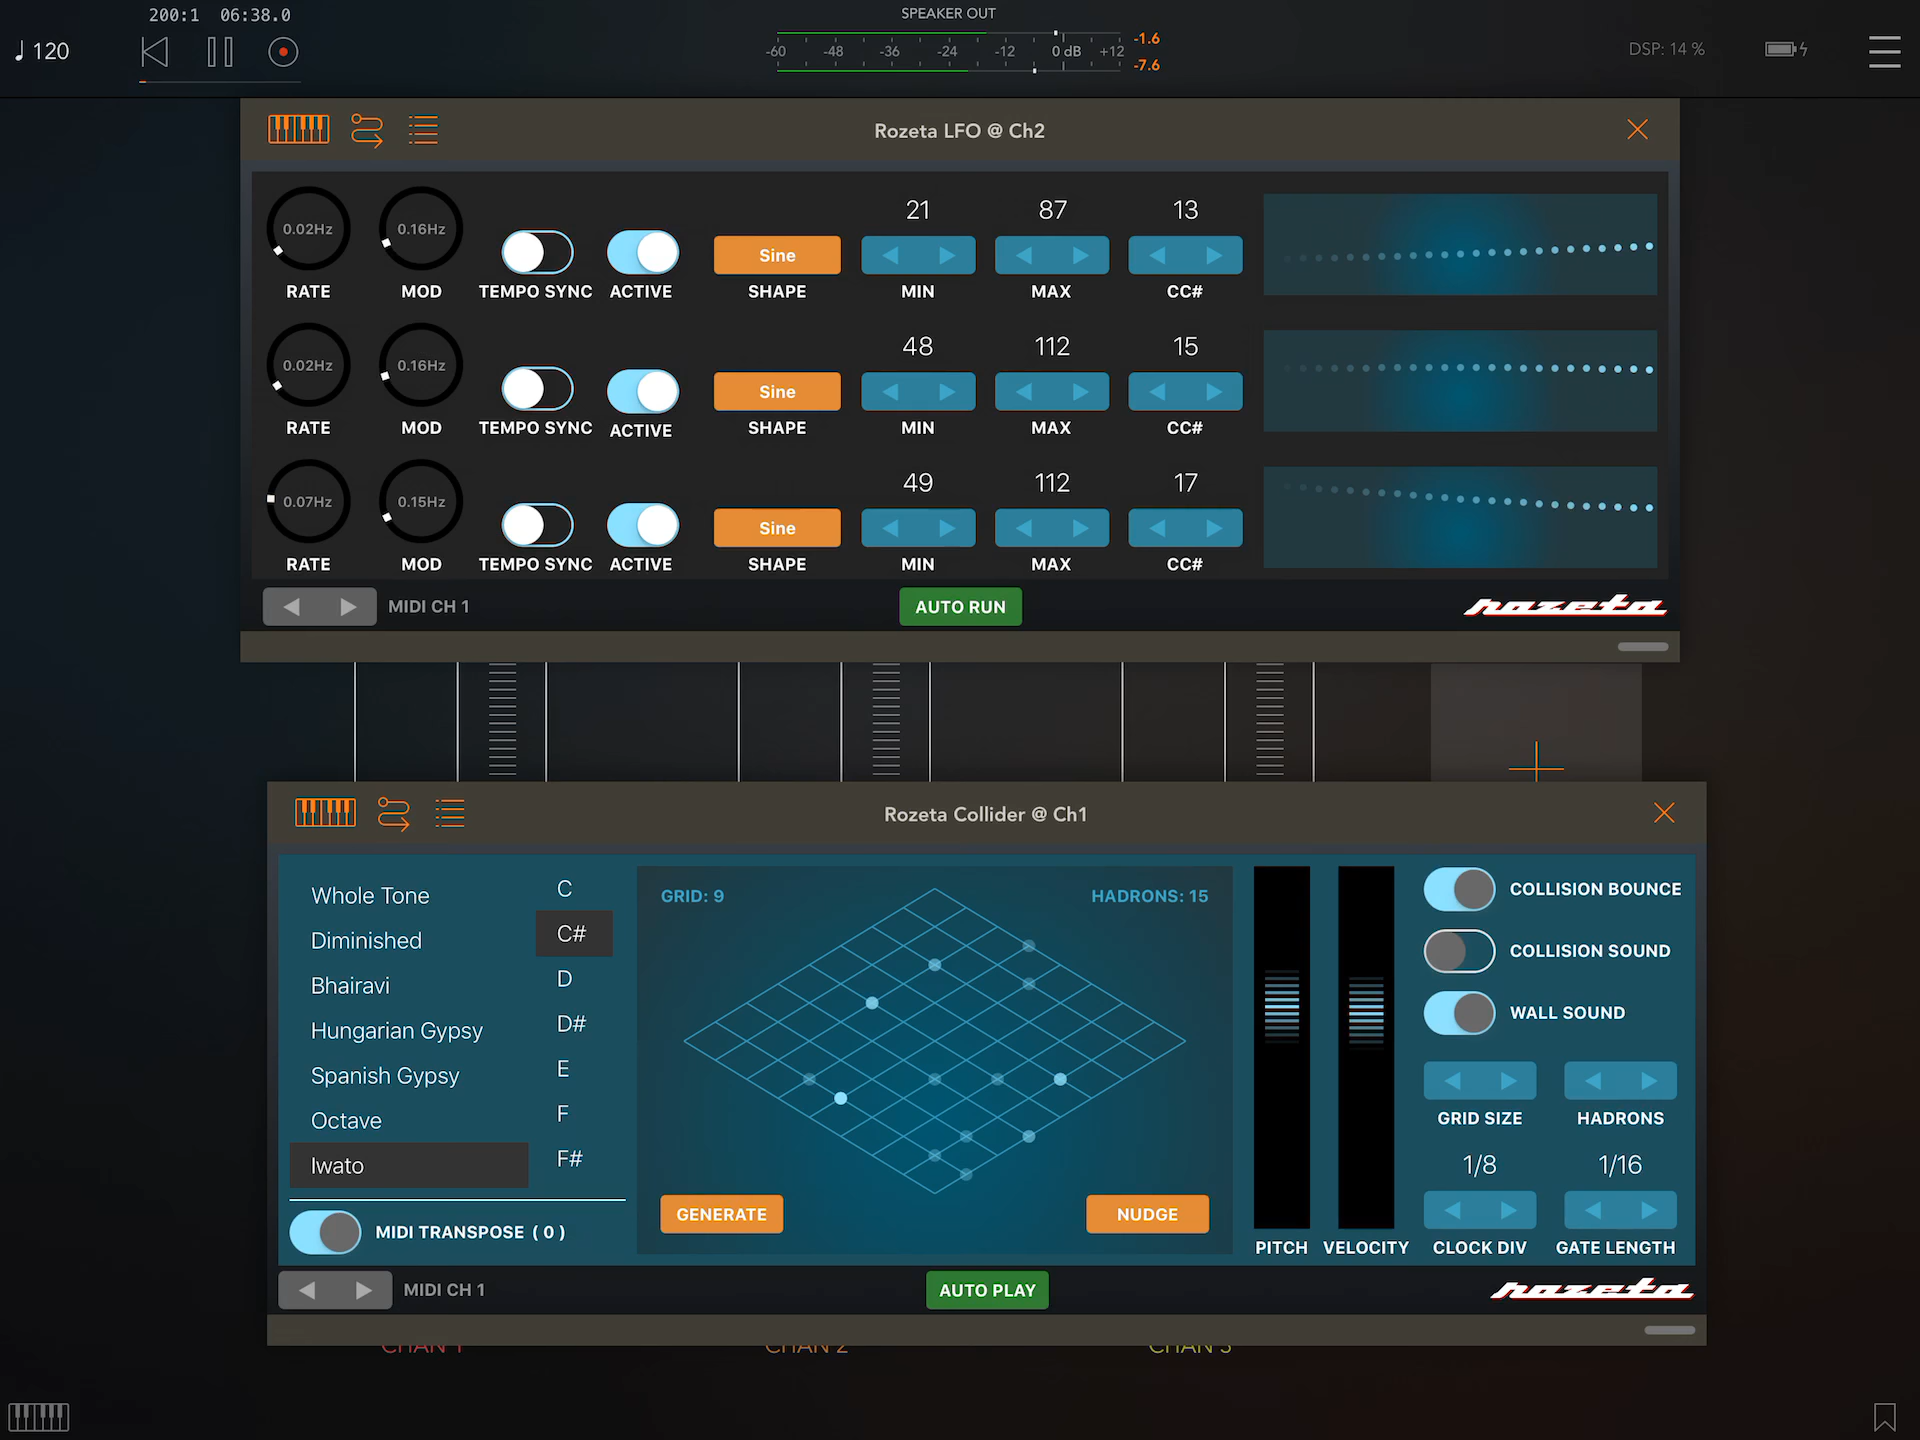 200:1 06:38.0
♩120
SPEAKER OUT
-60 -48 -36 -24 -12 0 dB +12
-1.6
-7.6
DSP: 14 %
Rozeta LFO @ Ch2
0.02Hz 0.16Hz Sine 21 87 13
RATE MOD TEMPO SYNC ACTIVE SHAPE MIN MAX CC#
0.02Hz 0.16Hz Sine 48 112 15
RATE MOD TEMPO SYNC ACTIVE SHAPE MIN MAX CC#
0.07Hz 0.15Hz Sine 49 112 17
RATE MOD TEMPO SYNC ACTIVE SHAPE MIN MAX CC#
MIDI CH 1
AUTO RUN
rozeta
Rozeta Collider @ Ch1
Whole Tone
Diminished
Bhairavi
Hungarian Gypsy
Spanish Gypsy
Octave
Iwato
C
C#
D
D#
E
F
F#
MIDI TRANSPOSE ( 0 )
GRID: 9
HADRONS: 15
GENERATE
NUDGE
PITCH VELOCITY
COLLISION BOUNCE
COLLISION SOUND
WALL SOUND
GRID SIZE HADRONS
1/8 1/16
CLOCK DIV GATE LENGTH
MIDI CH 1
AUTO PLAY
rozeta
CHAN 1 CHAN 2 CHAN 3